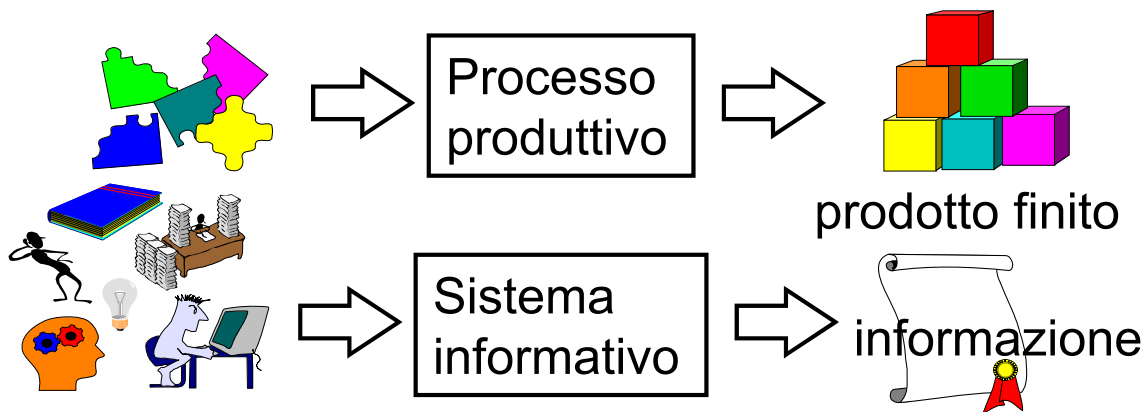 Processo
produttivo
prodotto finito
Sistema
informativo
informazione